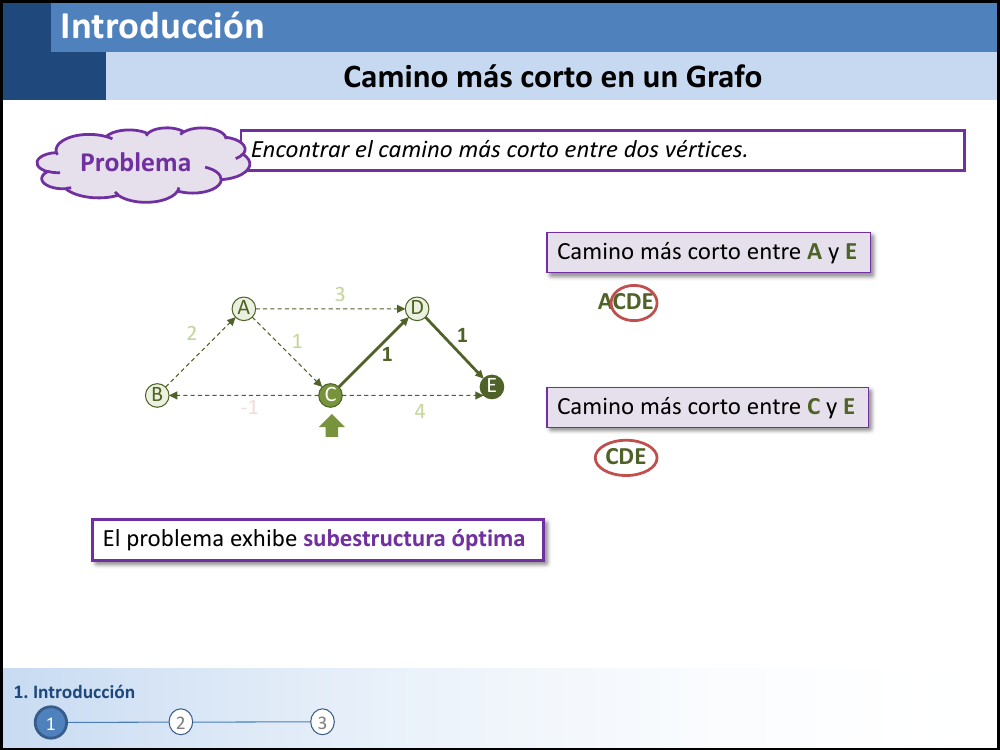 Introducción
Camino más corto en un Grafo
Problema
Encontrar el camino más corto entre dos vértices.
Camino más corto entre A y E
ACDE
A
3
D
2
1
1
1
B
C
E
-1
4
Camino más corto entre C y E
CDE
El problema exhibe subestructura óptima
1. Introducción
1
2
3